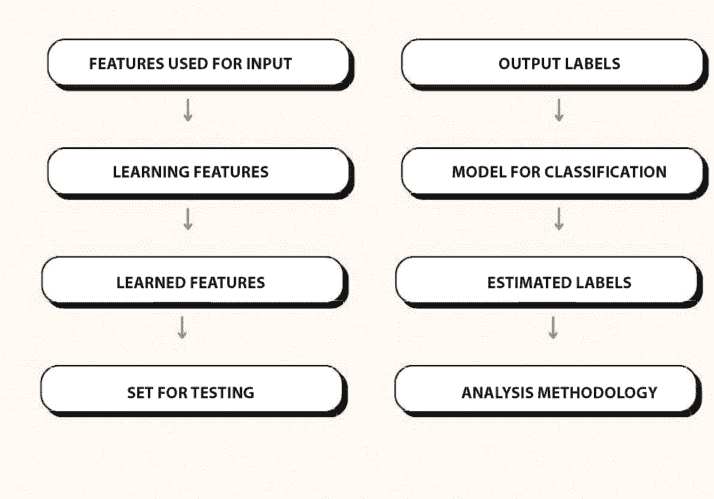 FEATURES USED FOR INPUT
LEARNING FEATURES
LEARNED FEATURES
SET FOR TESTING
OUTPUT LABELS
MODEL FOR CLASSIFICATION
ESTIMATED LABELS
ANALYSIS METHODOLOGY